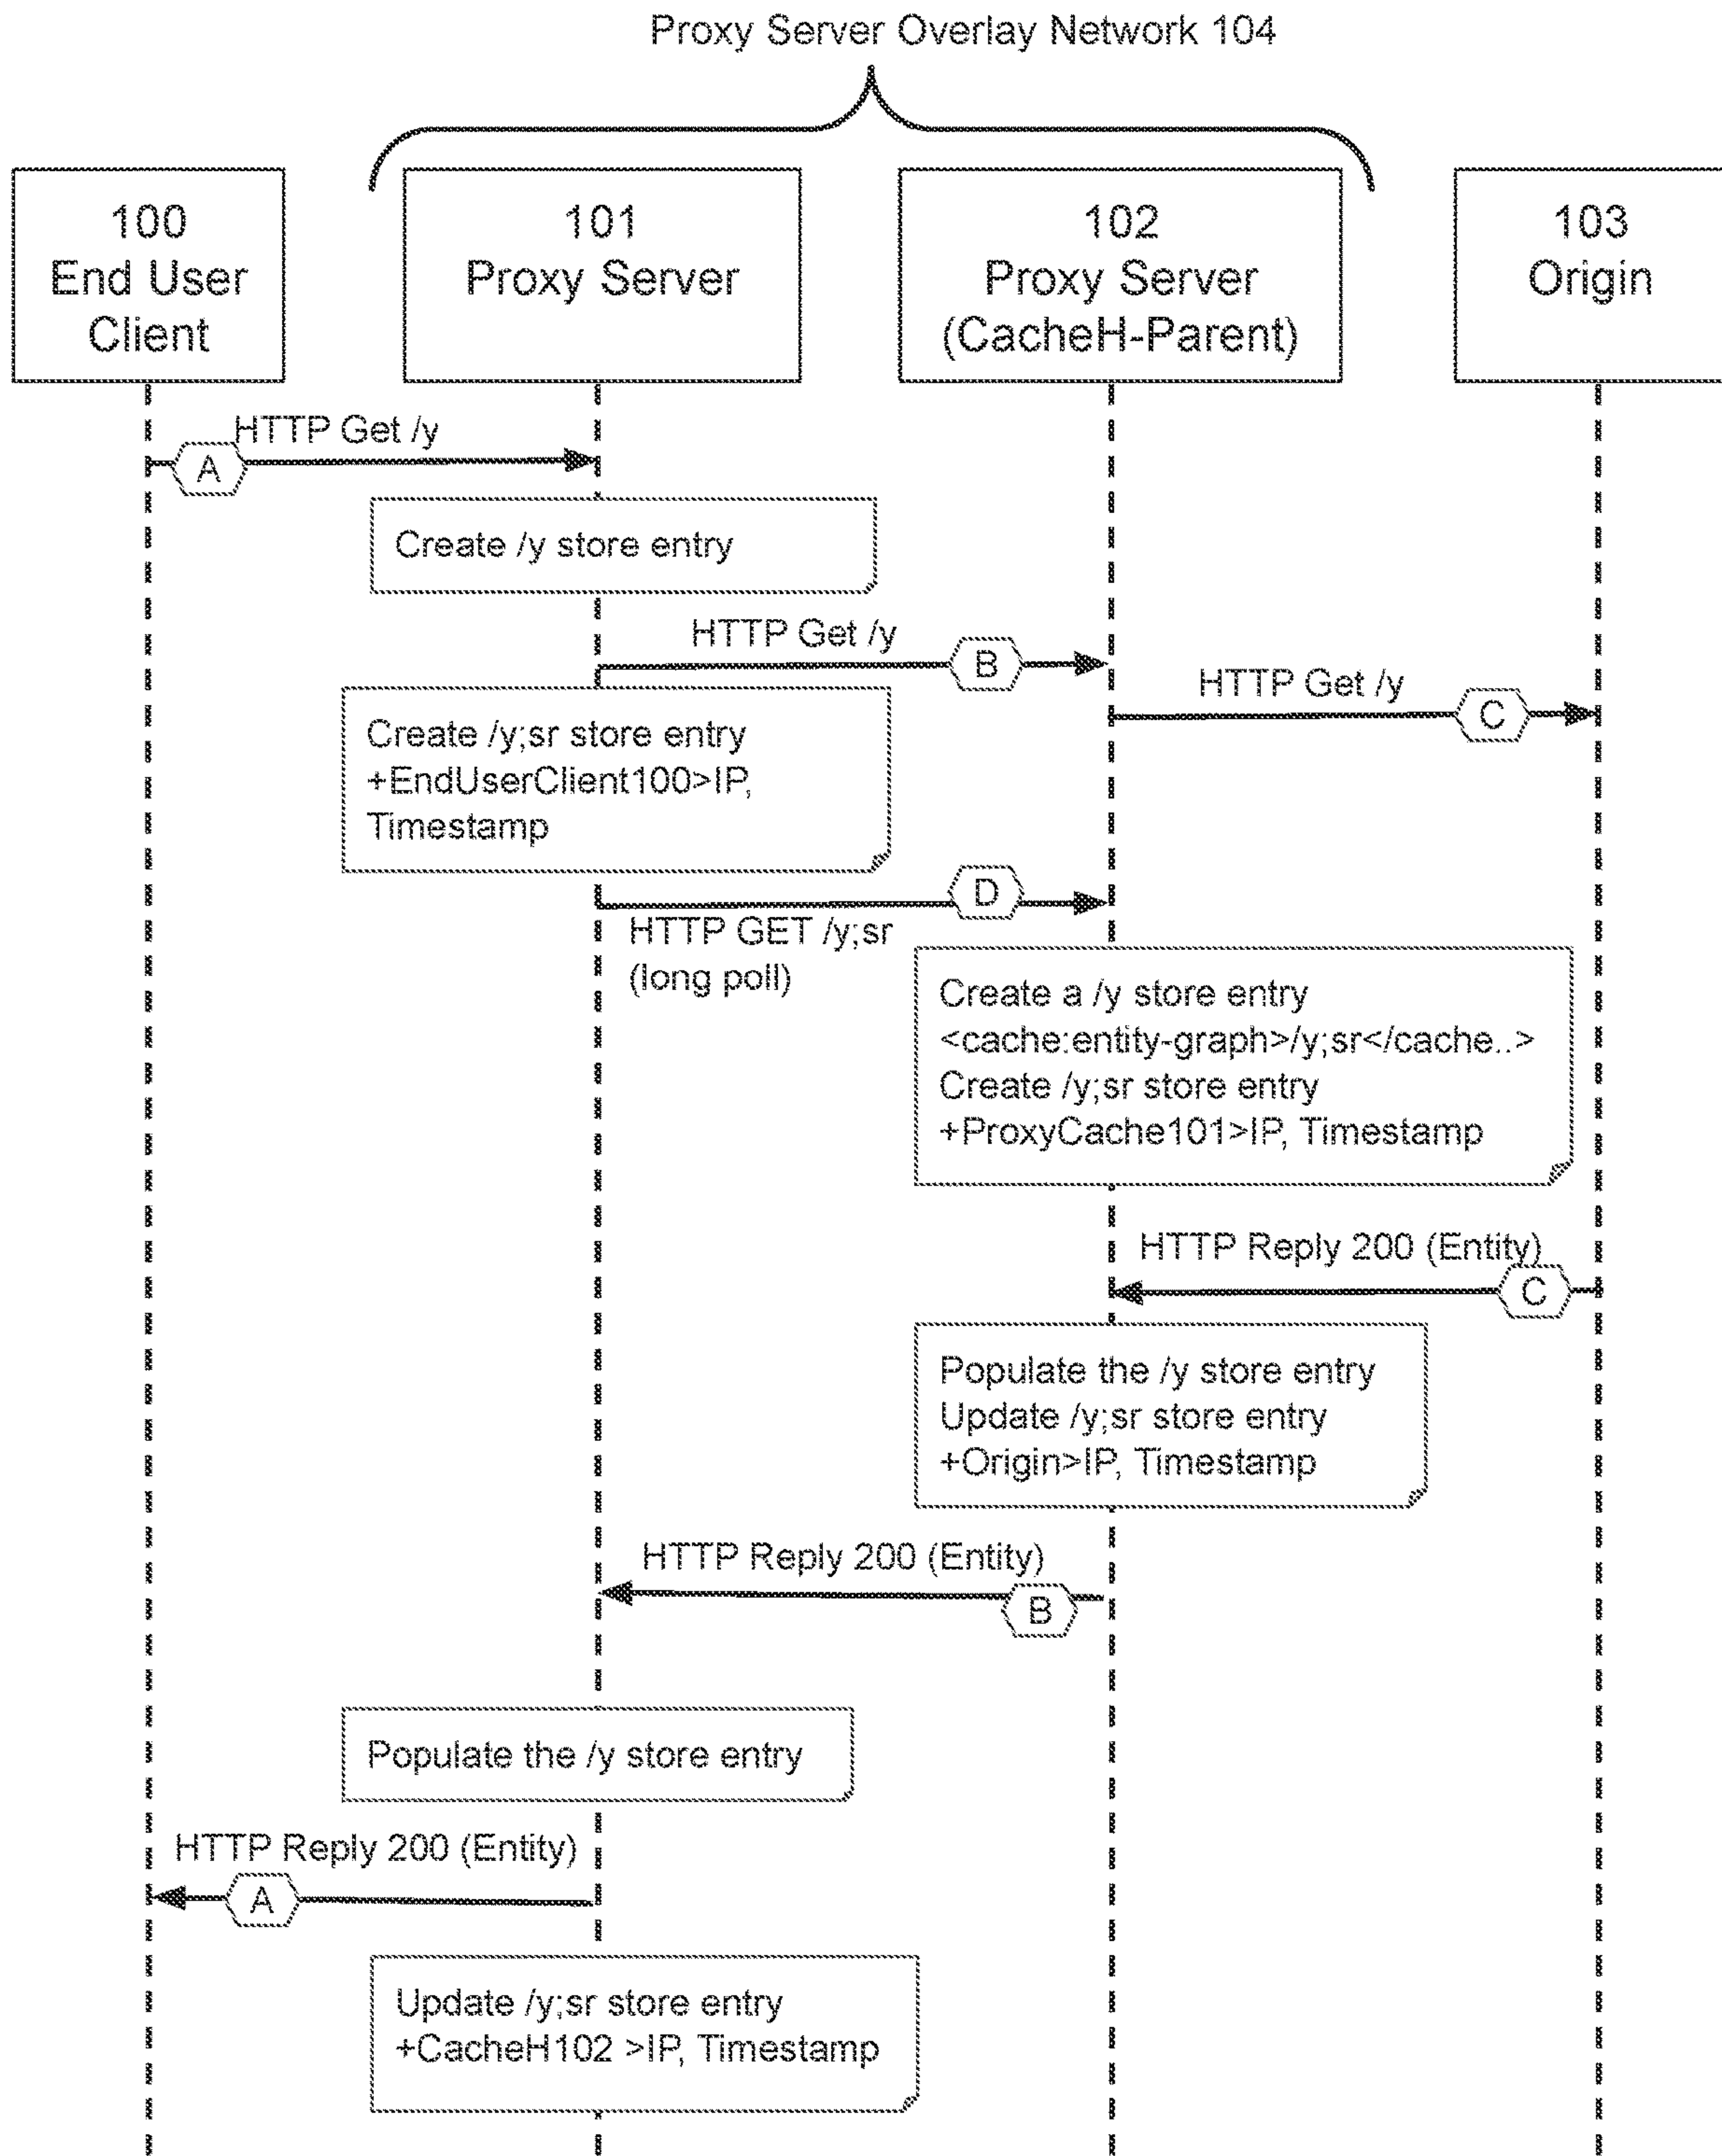 Proxy Server Overlay Network 104
100
End User
Client
101
Proxy Server
102
Proxy Server
(CacheH-Parent)
103
Origin
HTTP Get /y
A
Create /y store entry
HTTP Get /y
B
HTTP Get /y
C
Create /y;sr store entry
+EndUserClient100>IP,
Timestamp
D
HTTP GET /y;sr
(long poll)
Create a /y store entry
<cache:entity-graph>/y;sr</cache..>
Create /y;sr store entry
+ProxyCache101>IP, Timestamp
HTTP Reply 200 (Entity)
C
Populate the /y store entry
Update /y;sr store entry
+Origin>IP, Timestamp
HTTP Reply 200 (Entity)
B
Populate the /y store entry
HTTP Reply 200 (Entity)
A
Update /y;sr store entry
+CacheH102 >IP, Timestamp